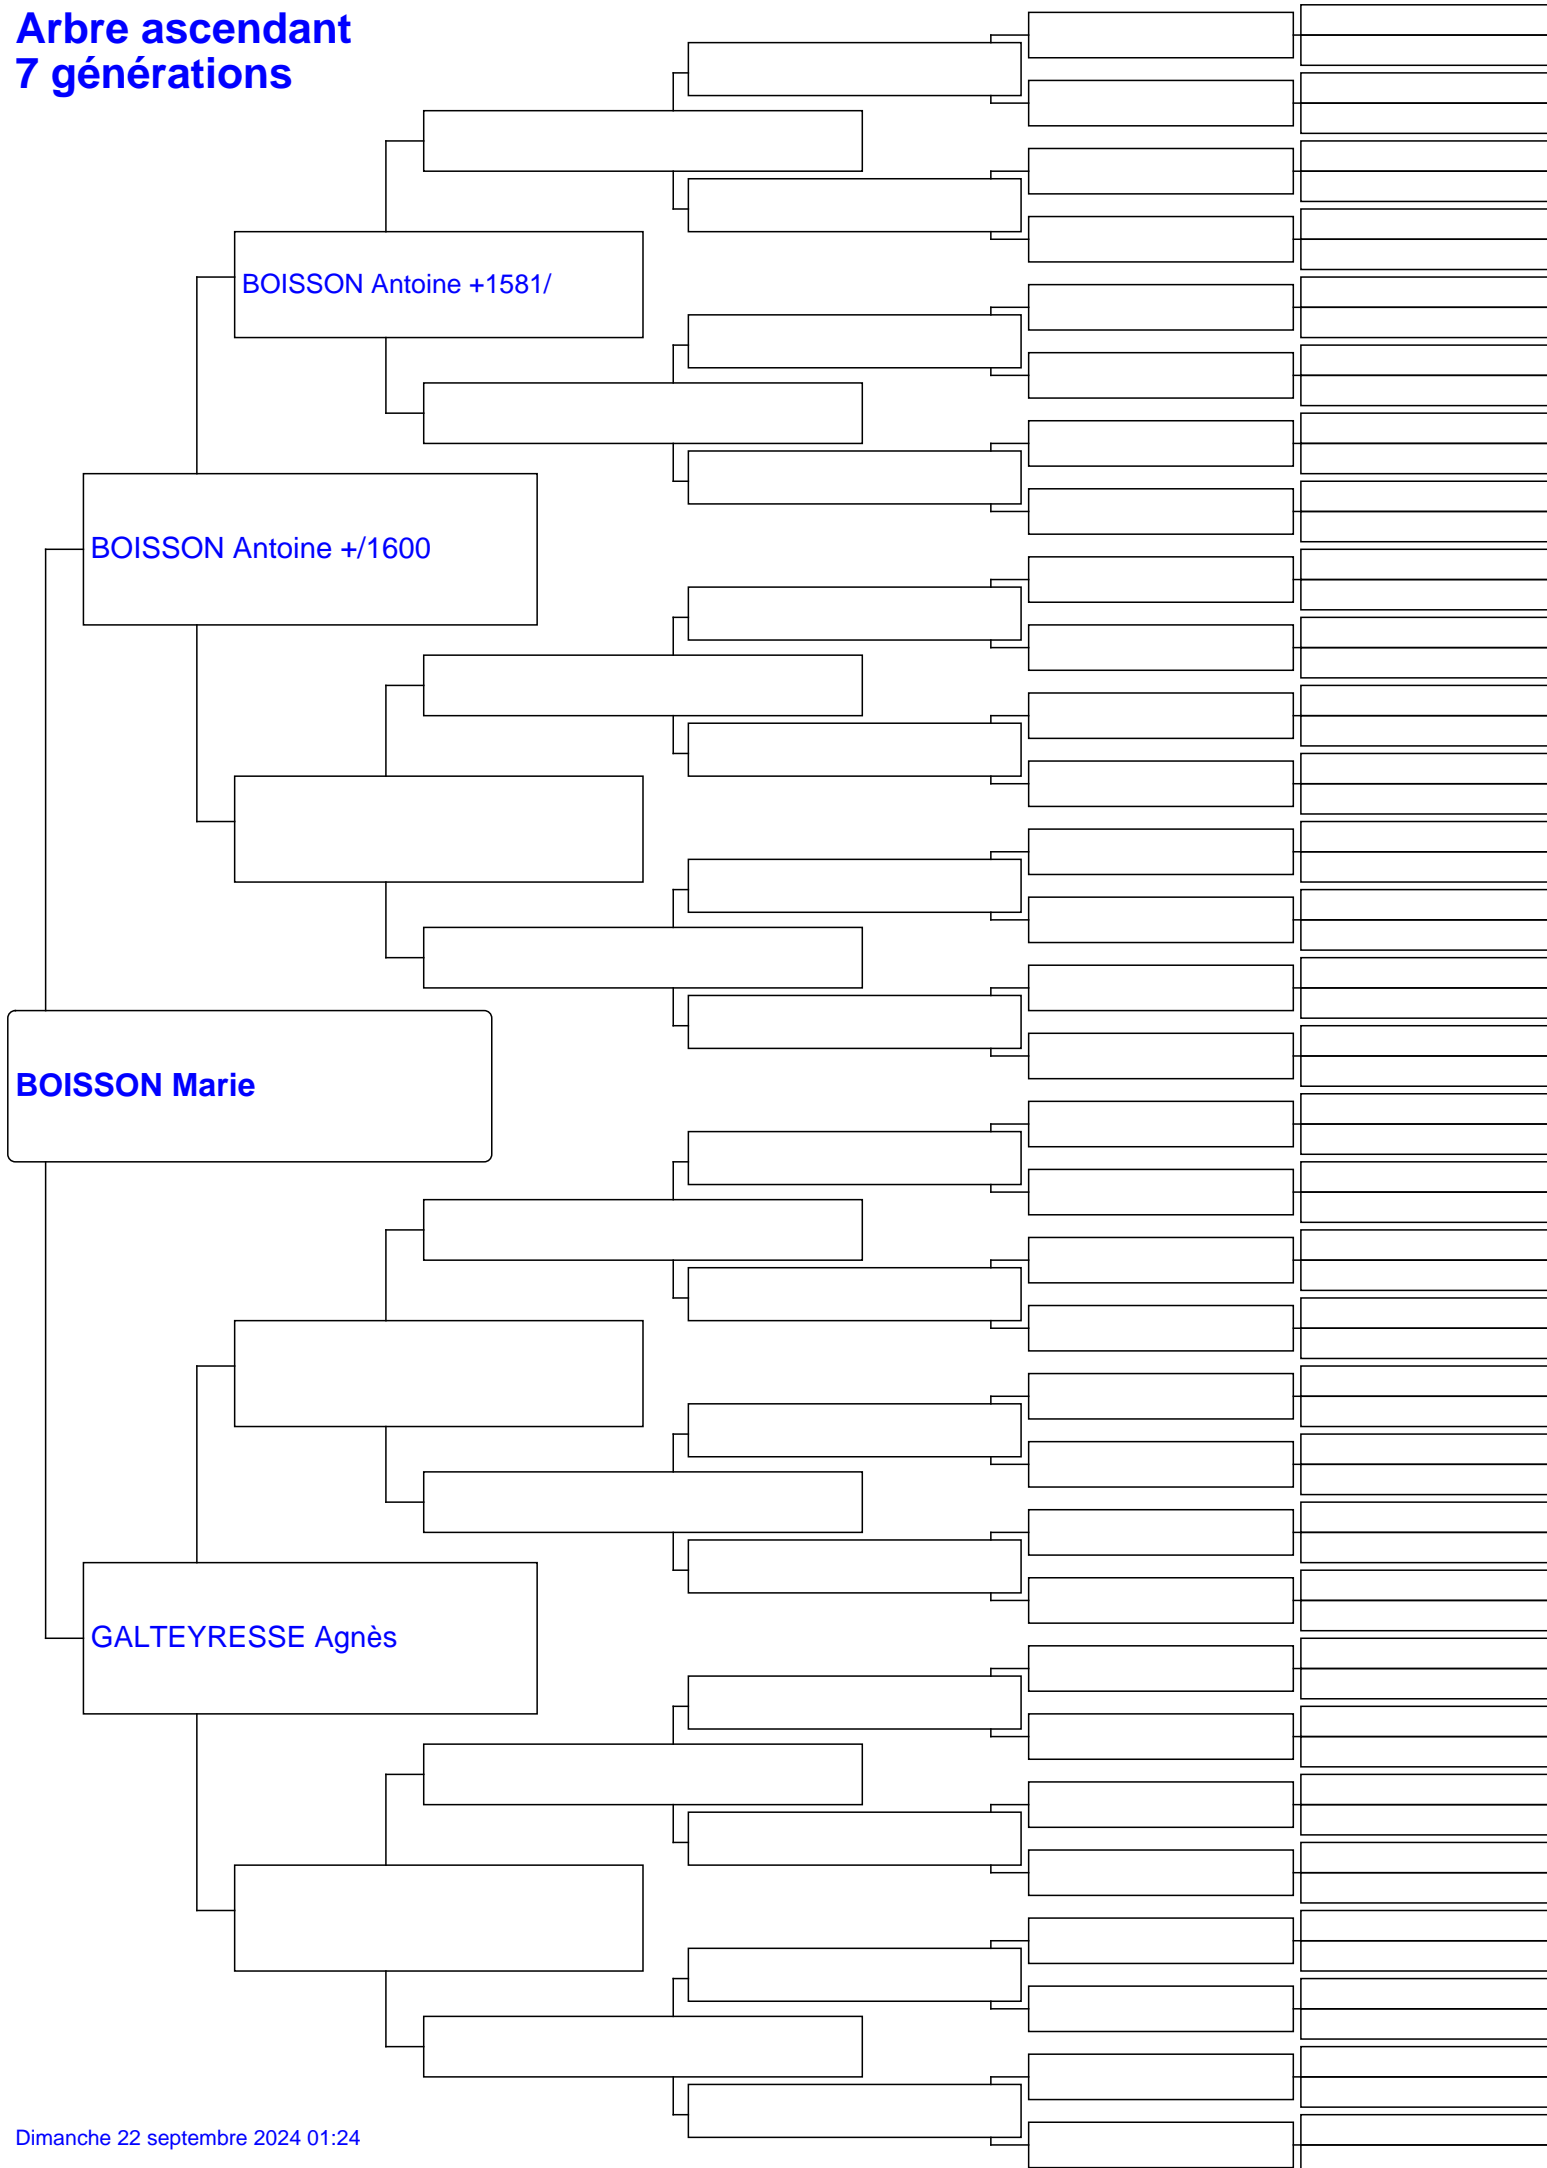 Arbre ascendant
7 générations
BOISSON Antoine +1581/
BOISSON Antoine +/1600
BOISSON Marie
GALTEYRESSE Agnès
Dimanche 22 septembre 2024 01:24